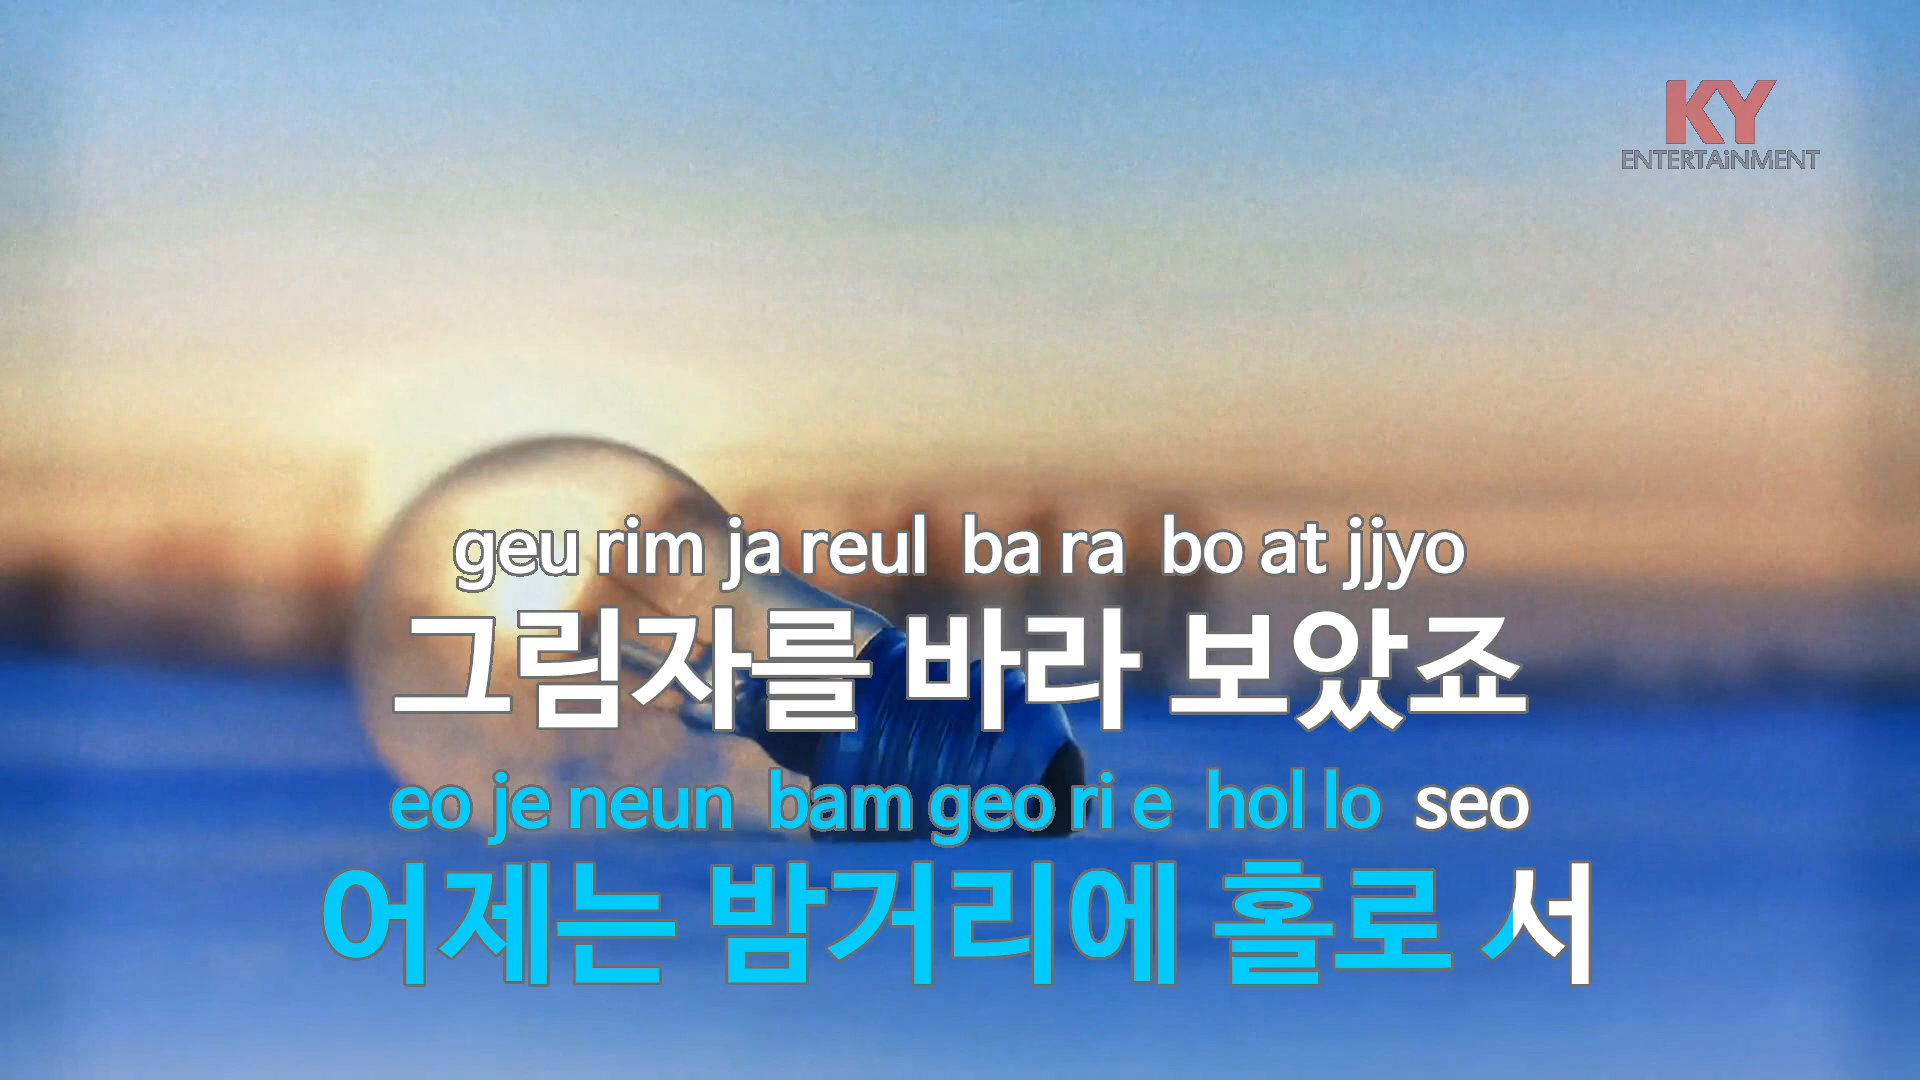 KY
ENTERTAiNMENT
geu rim ja reul ba ra bo at jjyo
그림자를 바라 보았죠
eo je neun bam geo ri e hol lo seo
어제는 밤거리에 홀로 서